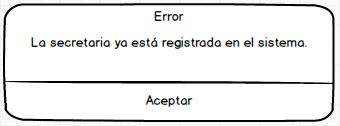 Error
La secretaria ya está registrada en el sistema.
Aceptar